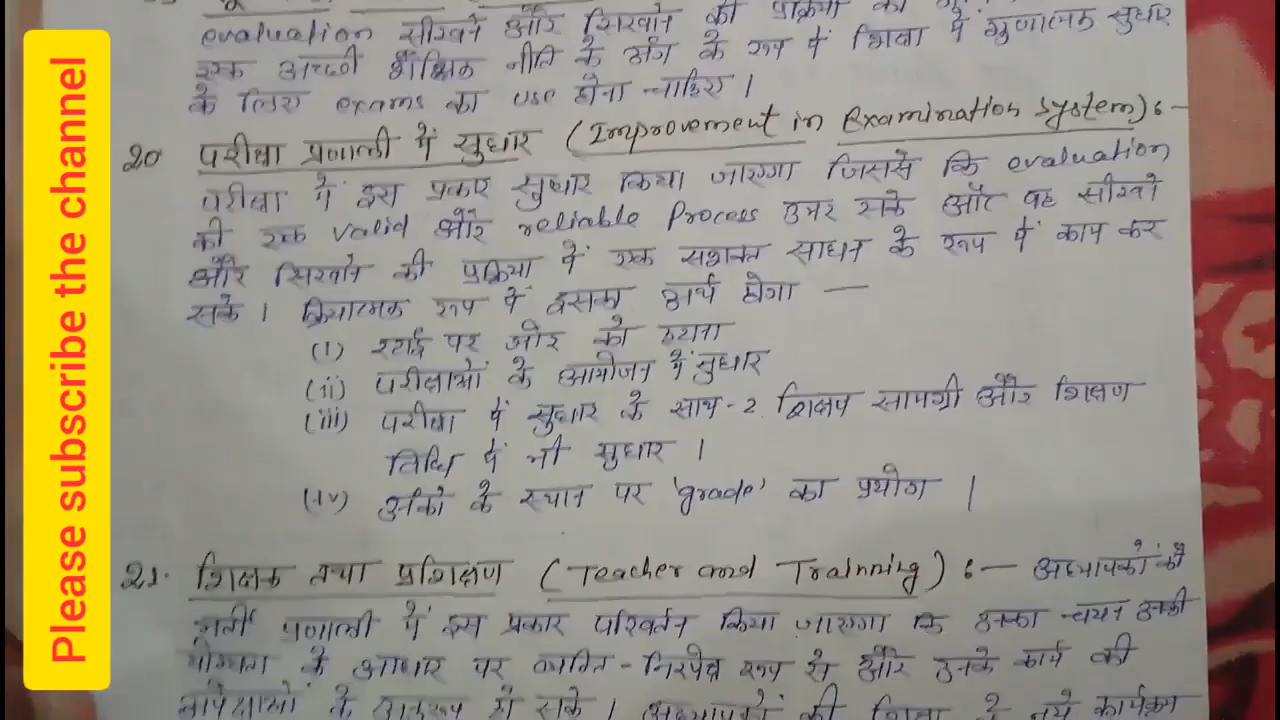 Please subscribe the channel
evaluation सीखने और सिखाने की प्रक्रिया का
एक अच्छी शैक्षिक नीति के अंग के रूप में शिक्षा में गुणात्मक सुधार
के लिए exams का use होना चाहिए ।
20 परीक्षा प्रणाली में सुधार (Improvement in Examination system) :-
परीक्षा में इस प्रकार सुधार किया जाएगा जिससे कि evaluation
की एक valid और reliable Process उभर सके और वह सीखने
और सिखाने की प्रक्रिया में एक सशक्त साधन के रूप में काम कर
सके । क्रियात्मक रूप में इसका अर्थ होगा —
(i) रटाई पर जोर को हटाना
(ii) परीक्षाओं के आयोजन में सुधार
(iii) परीक्षा में सुधार के साथ-2 शिक्षण सामग्री और शिक्षण
विधि में भी सुधार ।
(iv) अंकों के स्थान पर 'grade' का प्रयोग ।
21. शिक्षक तथा प्रशिक्षण (Teacher and Trainning) :— अध्यापकों की
भर्ती प्रणाली में इस प्रकार परिवर्तन किया जाएगा कि उनका चयन उनकी
योग्यता के आधार पर व्यक्ति-निरपेक्ष रूप से और उनके कार्य की
अपेक्षाओं के अनुरूप हो सके । अध्यापकों की शिक्षा के नये कार्यक्रम